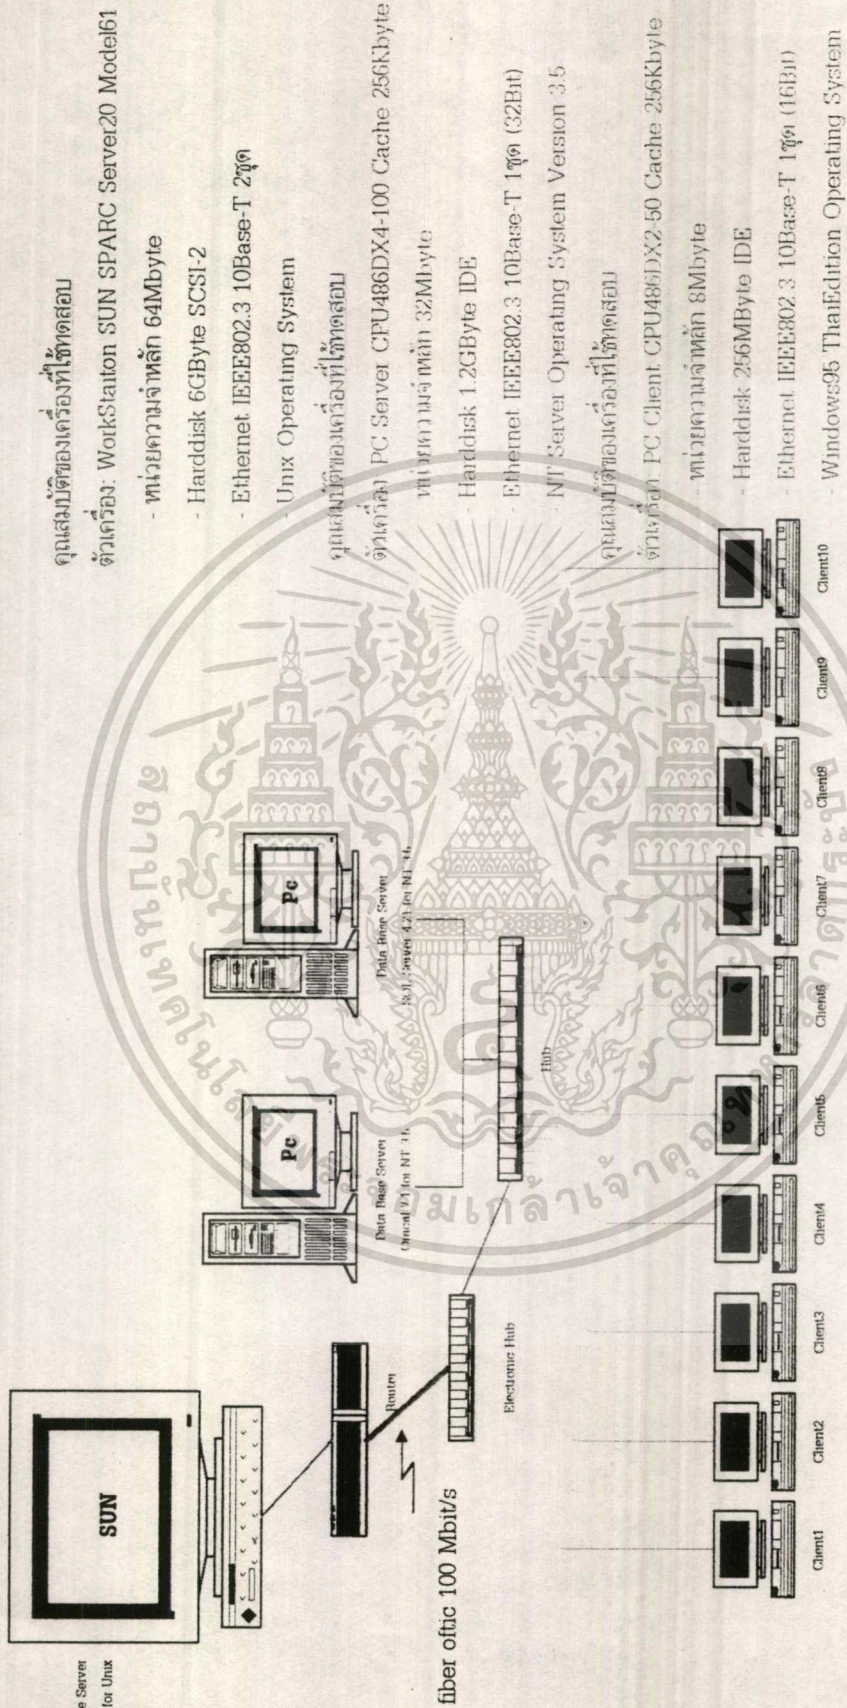 คุณสมบัติของเครื่องที่ใช้ทดสอบ
ตัวเครื่อง: WorkStaiton SUN SPARC Server20 Model61
- หน่วยความจำหลัก 64Mbyte
- Harddisk 6GByte SCSI-2
- Ethernet IEEE802.3 10Base-T 2ชุด
- Unix Operating System
คุณสมบัติของเครื่องที่ใช้ทดสอบ
ตัวเครื่อง PC Server CPU486DX4-100 Cache 256Kbyte
หน่วยความจำหลัก 32Mbyte
- Harddisk 1.2GByte IDE
- Ethernet IEEE802.3 10Base-T 1ชุด (32Bit)
- NT Server Operating System Version 3.5
คุณสมบัติของเครื่องที่ใช้ทดสอบ
ตัวเครื่อง PC Client CPU486DX2-50 Cache 256Kbyte
- หน่วยความจำหลัก 8Mbyte
- Harddisk 256MByte IDE
- Ethernet IEEE802.3 10Base-T 1ชุด (16Bit)
- Windows95 ThaiEdition Operating System
SUN
Server
for Unix
Pc
Data Base Server
for NT
Pc
Data Base Server
SQL Server 4.21 for NT
Router
fiber oftic 100 Mbit/s
Electronic Hub
Hub
Client1
Client2
Client3
Client4
Client5
Client6
Client7
Client8
Client9
Client10